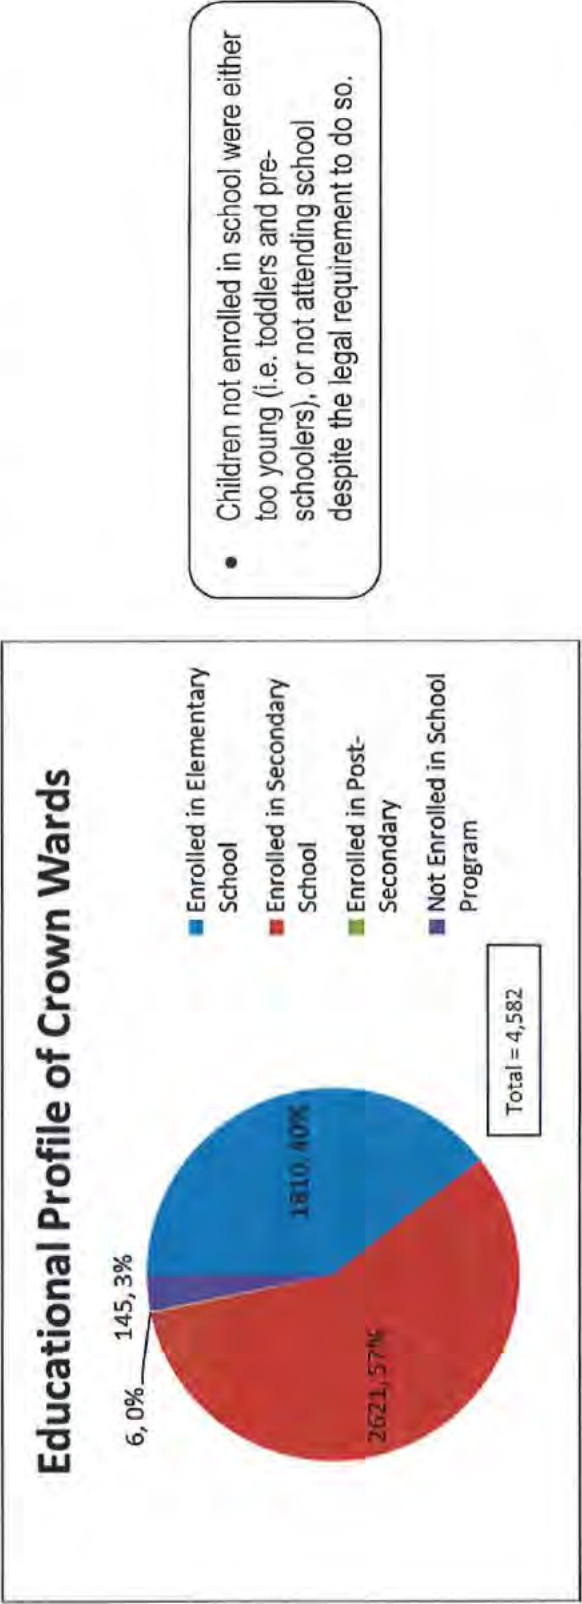 Educational Profile of Crown Wards
6, 0%
145, 3%
1810, 40%
2621, 57%
Enrolled in Elementary
School
Enrolled in Secondary
School
Enrolled in Post-
Secondary
Not Enrolled in School
Program
Total = 4,582
• Children not enrolled in school were either
too young (i.e. toddlers and pre-
schoolers), or not attending school
despite the legal requirement to do so.